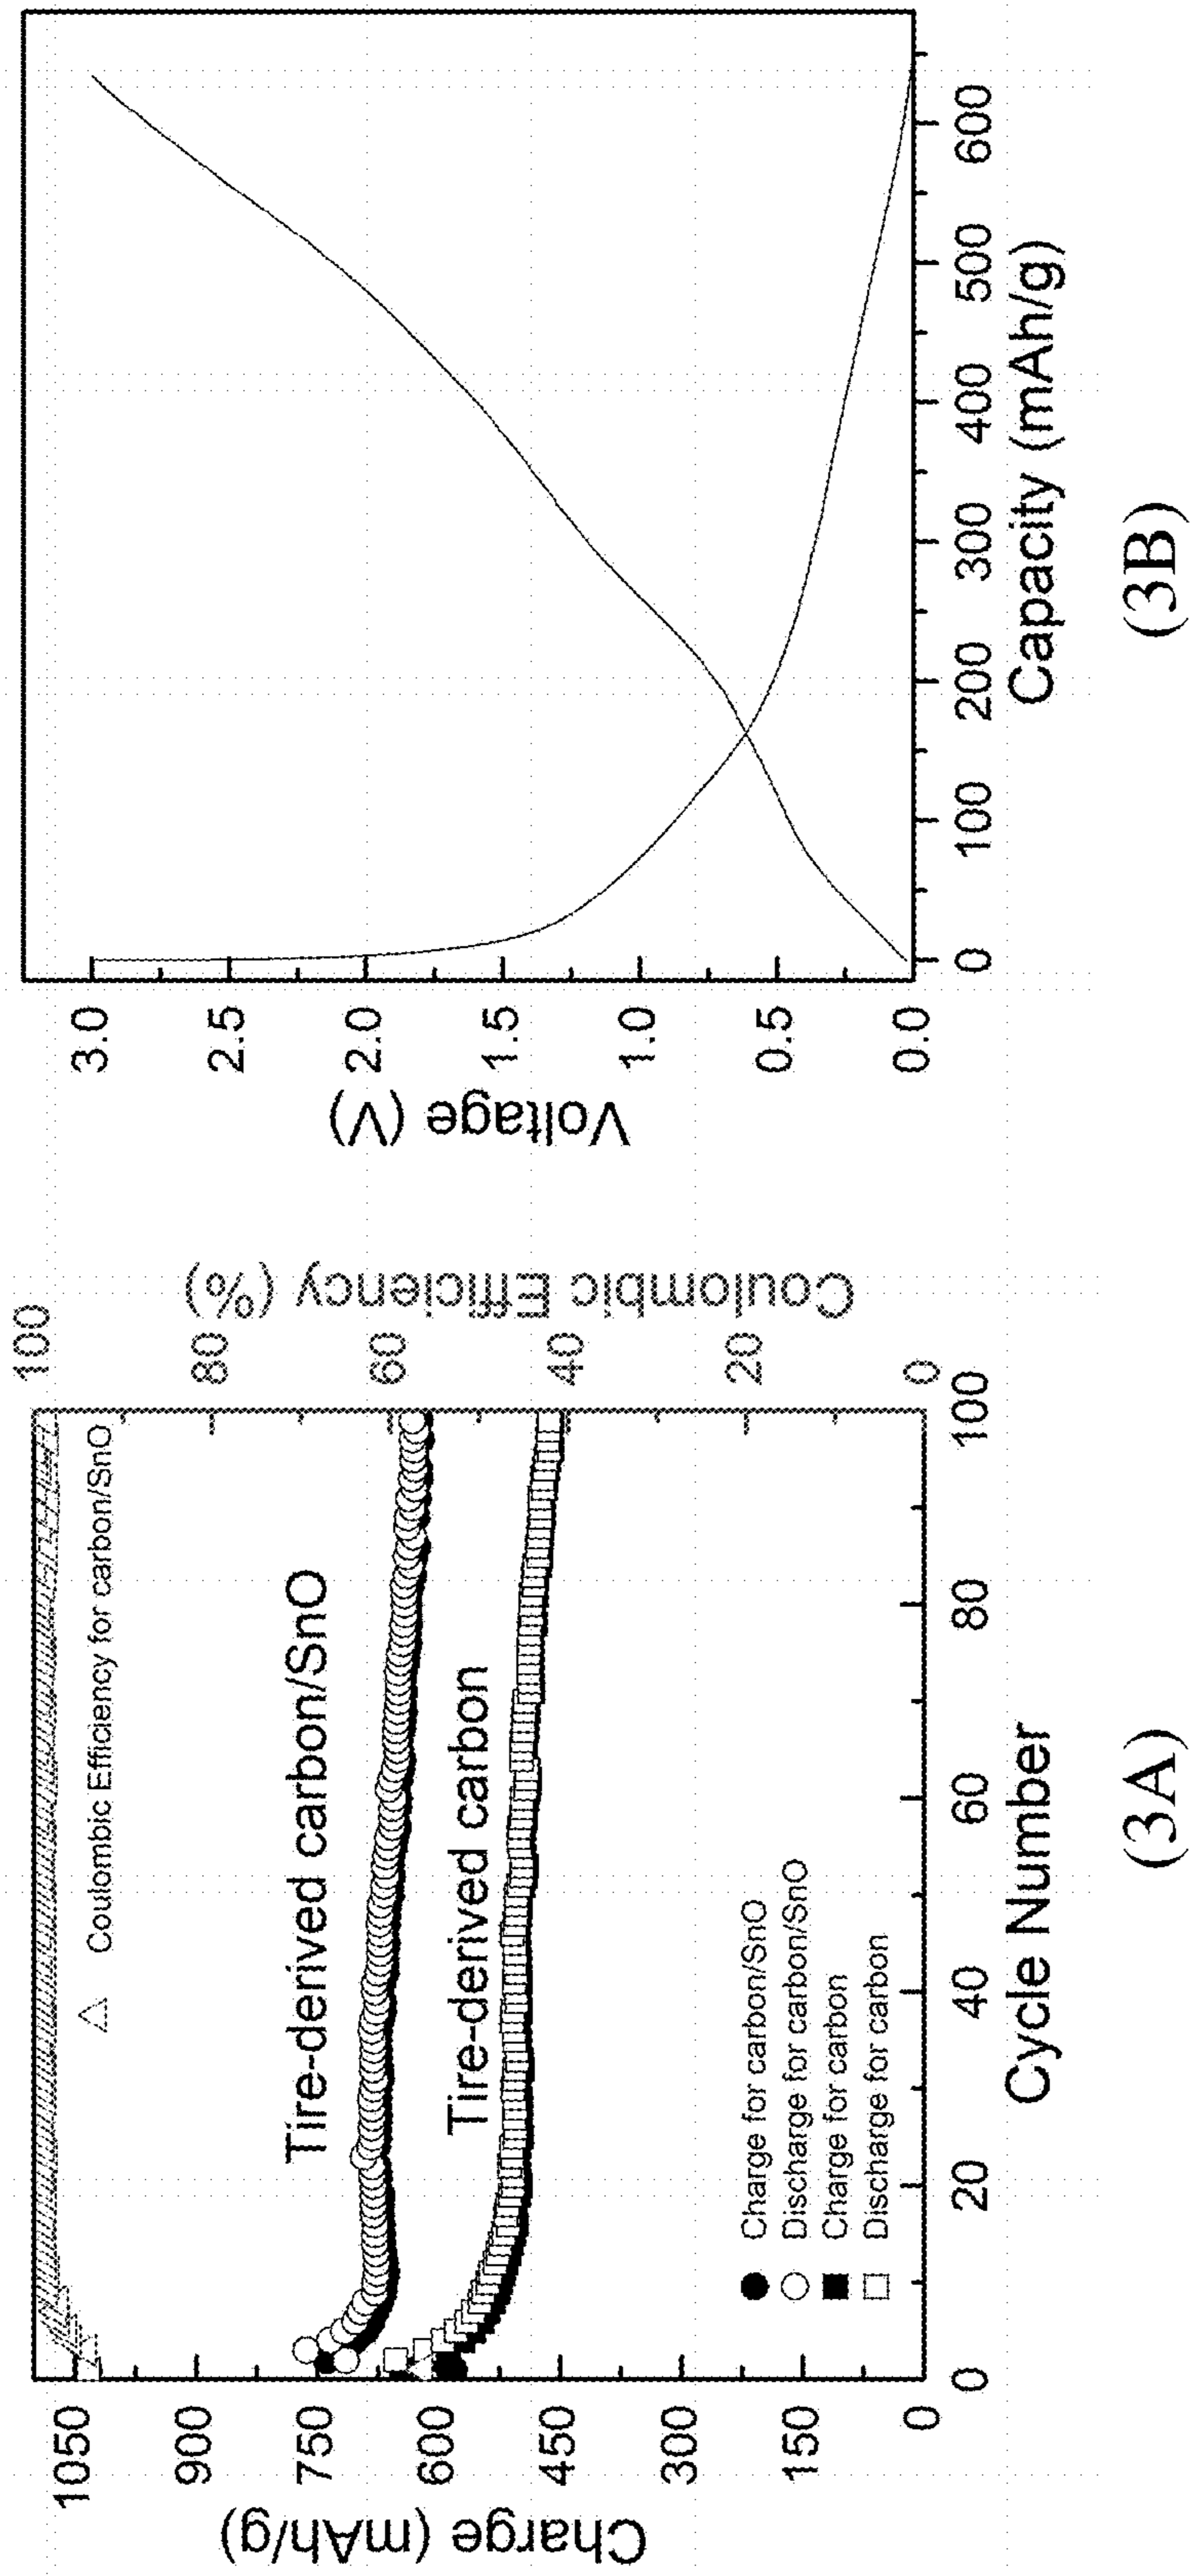 Charge (mAh/g)
1050
900
750
600
450
300
150
0
Coulombic Efficiency for carbon/SnO
Tire-derived carbon/SnO
Tire-derived carbon
Charge for carbon/SnO
Discharge for carbon/SnO
Charge for carbon
Discharge for carbon
0
20
40
60
80
100
Cycle Number
100
80
60
40
20
0
Coulombic Efficiency (%)
(3A)
Voltage (V)
3.0
2.5
2.0
1.5
1.0
0.5
0.0
0
100
200
300
400
500
600
Capacity (mAh/g)
(3B)